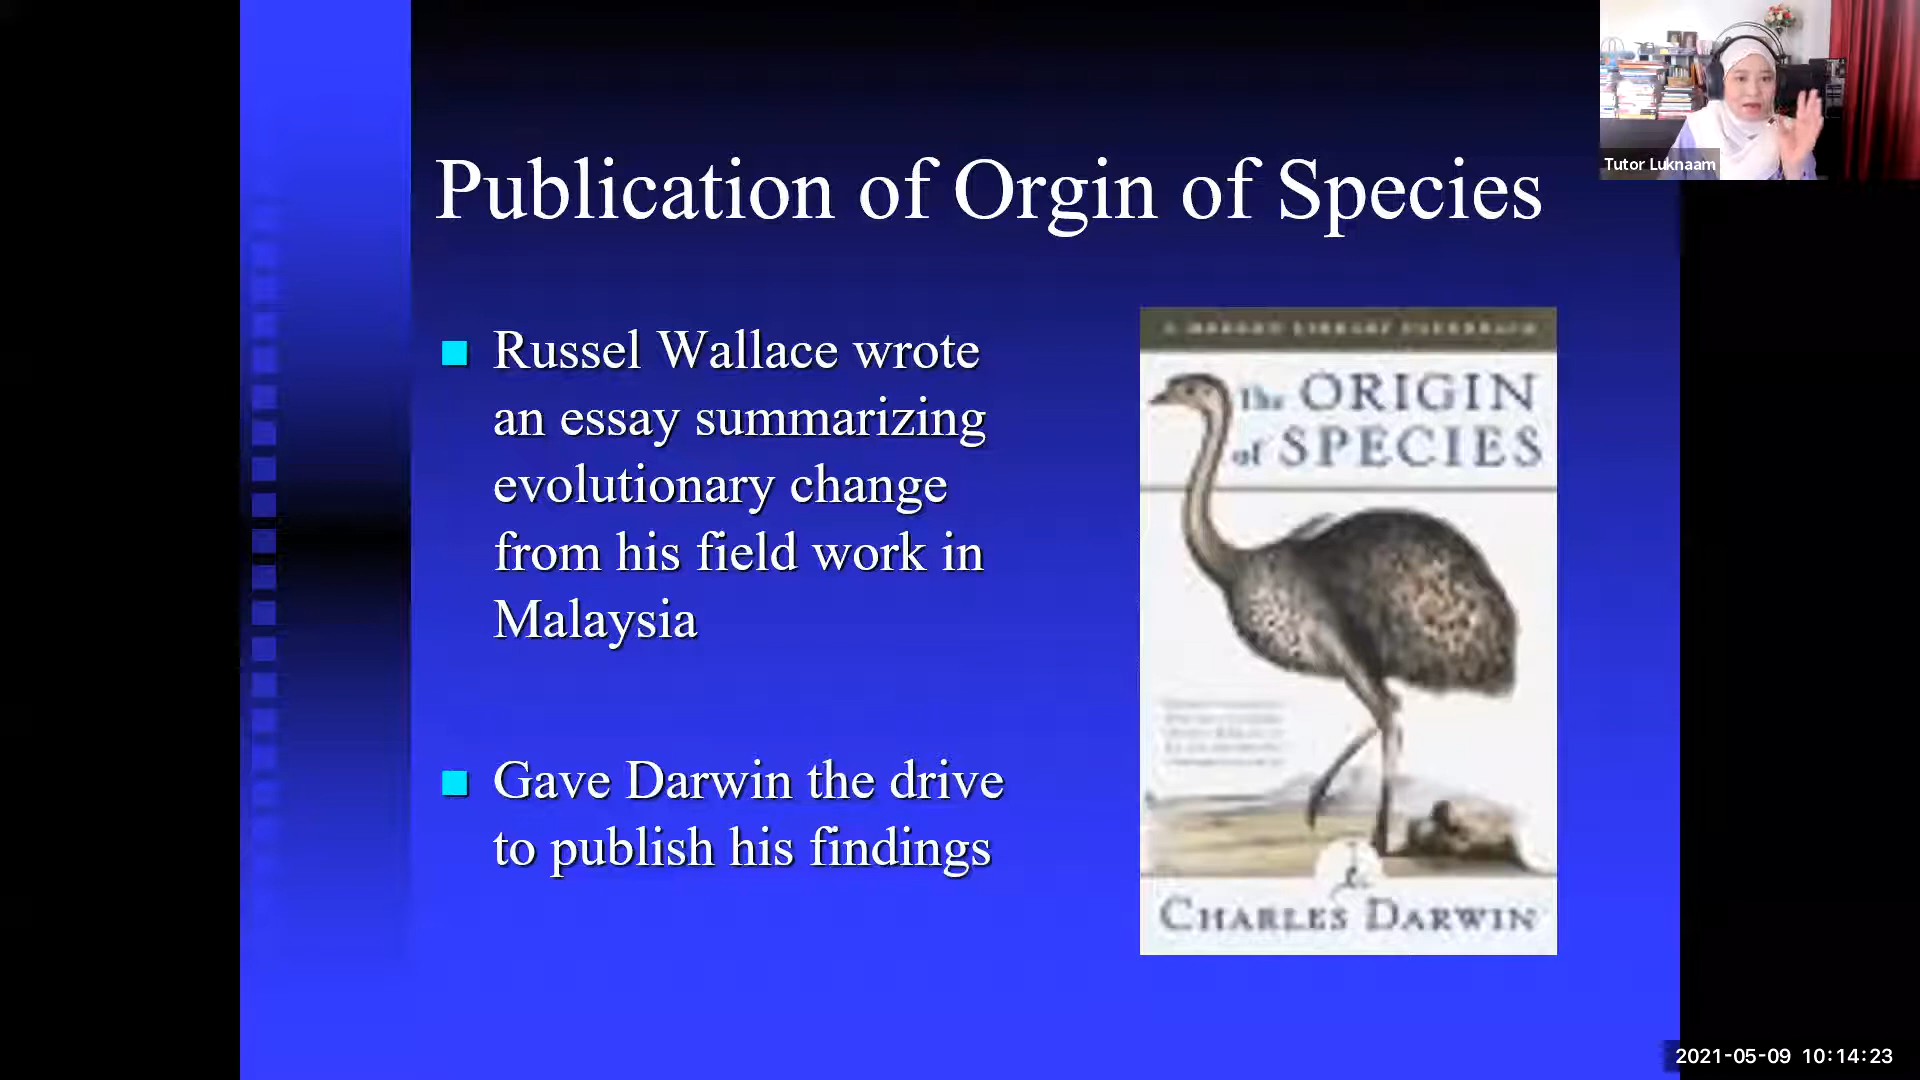 Publication of Orgin of Species
Russel Wallace wrote
an essay summarizing
evolutionary change
from his field work in
Malaysia
Gave Darwin the drive
to publish his findings
The ORIGIN
of SPECIES
CHARLES DARWIN
Tutor Luknaam
2021-05-09 10:14:23